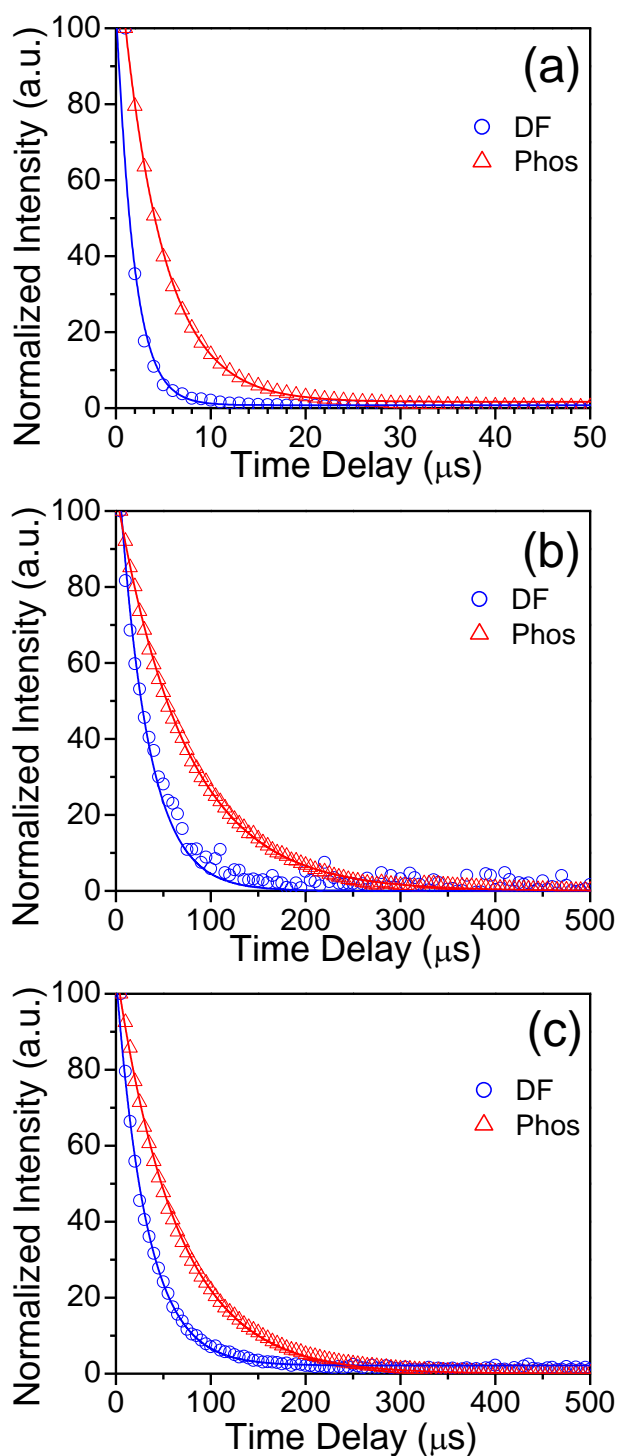 (a)
DF
Phos
Normalized Intensity (a.u.)
100
80
60
40
20
0
0 10 20 30 40 50
Time Delay (μs)
(b)
DF
Phos
Normalized Intensity (a.u.)
100
80
60
40
20
0
0 100 200 300 400 500
Time Delay (μs)
(c)
DF
Phos
Normalized Intensity (a.u.)
100
80
60
40
20
0
0 100 200 300 400 500
Time Delay (μs)